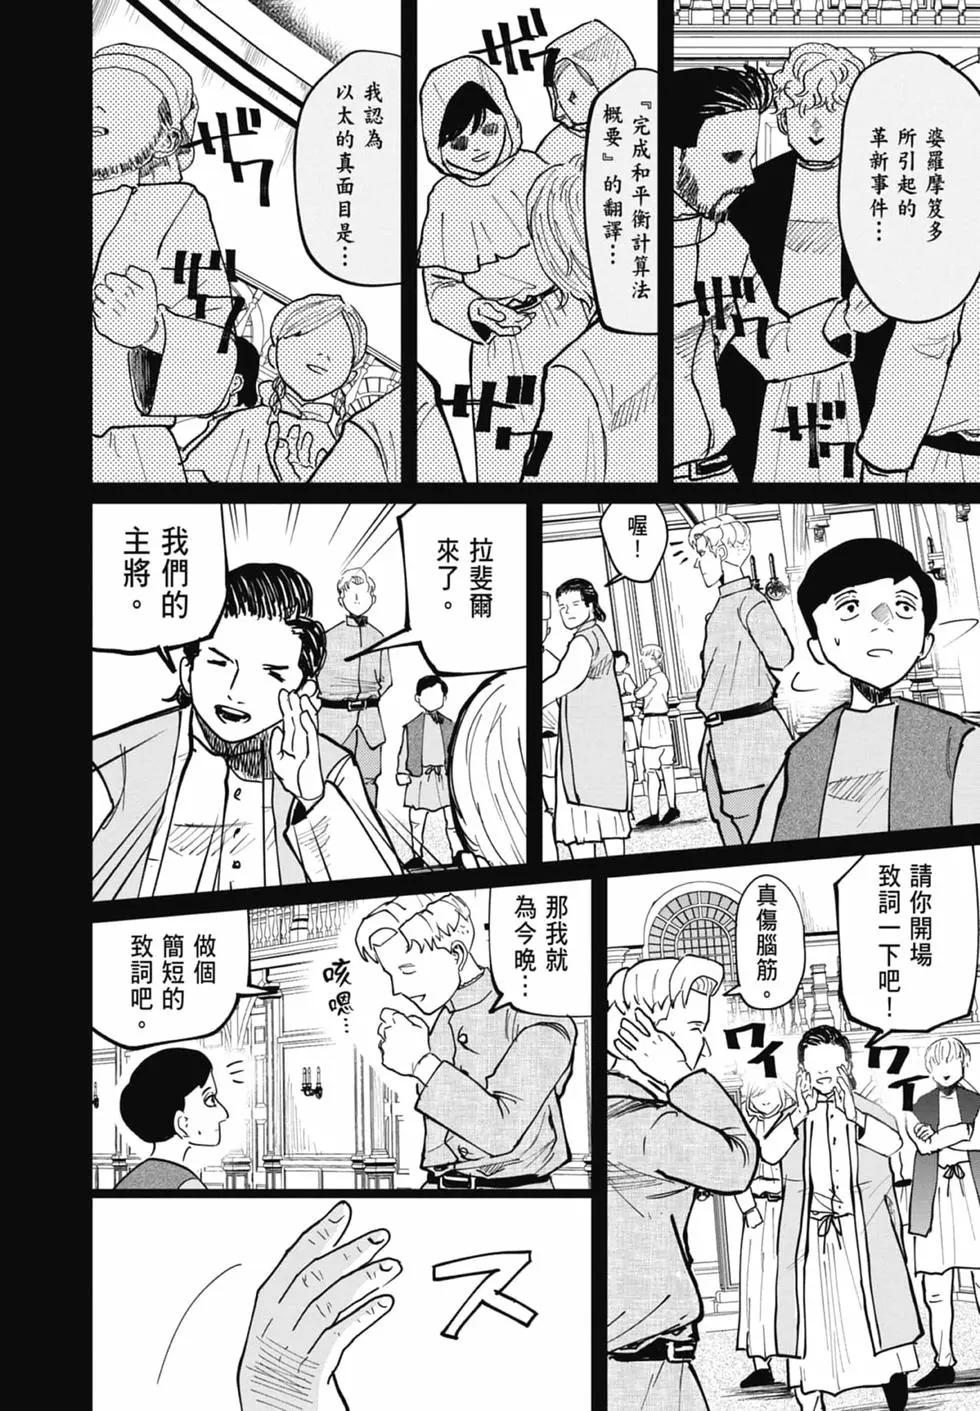 婆羅摩笈多
所引起的
革新事件…
ザワ
『完成和平衡計算法
概要』的翻譯…
ザワ
ザワ
我認為
以太的真面目是…
ザワ
ザワ
喔！
拉斐爾
來了。
我們的
主將。
請你開場
致詞一下吧！
真傷腦筋。
ワイ
ワイ
那我就
為今晚…
咳嗯…
做個
簡短的
致詞吧。
ス